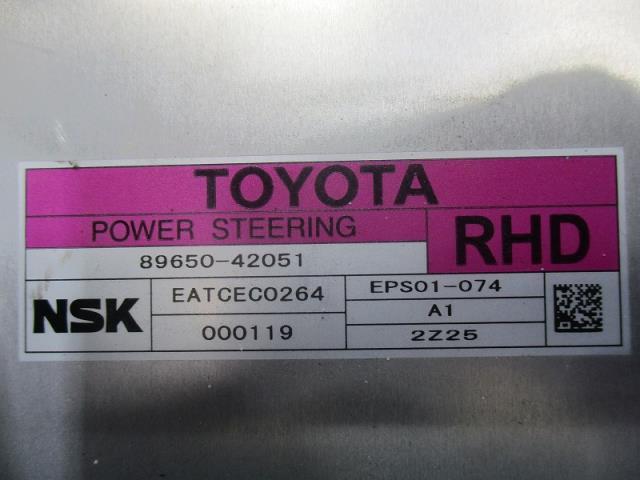 TOYOTA
POWER STEERING
RHD
89650-42051
NSK
EATCEC0264
EPS01-074
A1
000119
2Z25